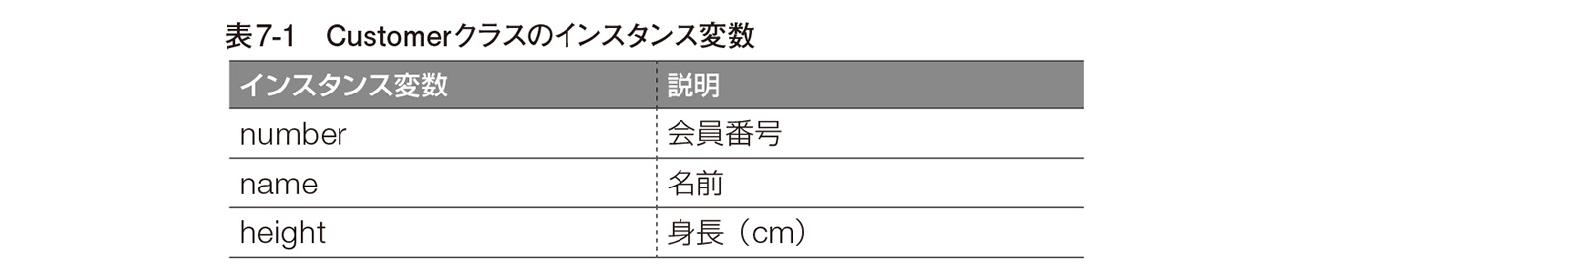 表7-1　Customerクラスのインスタンス変数
インスタンス変数 説明
number 会員番号
name 名前
height 身長（cm）